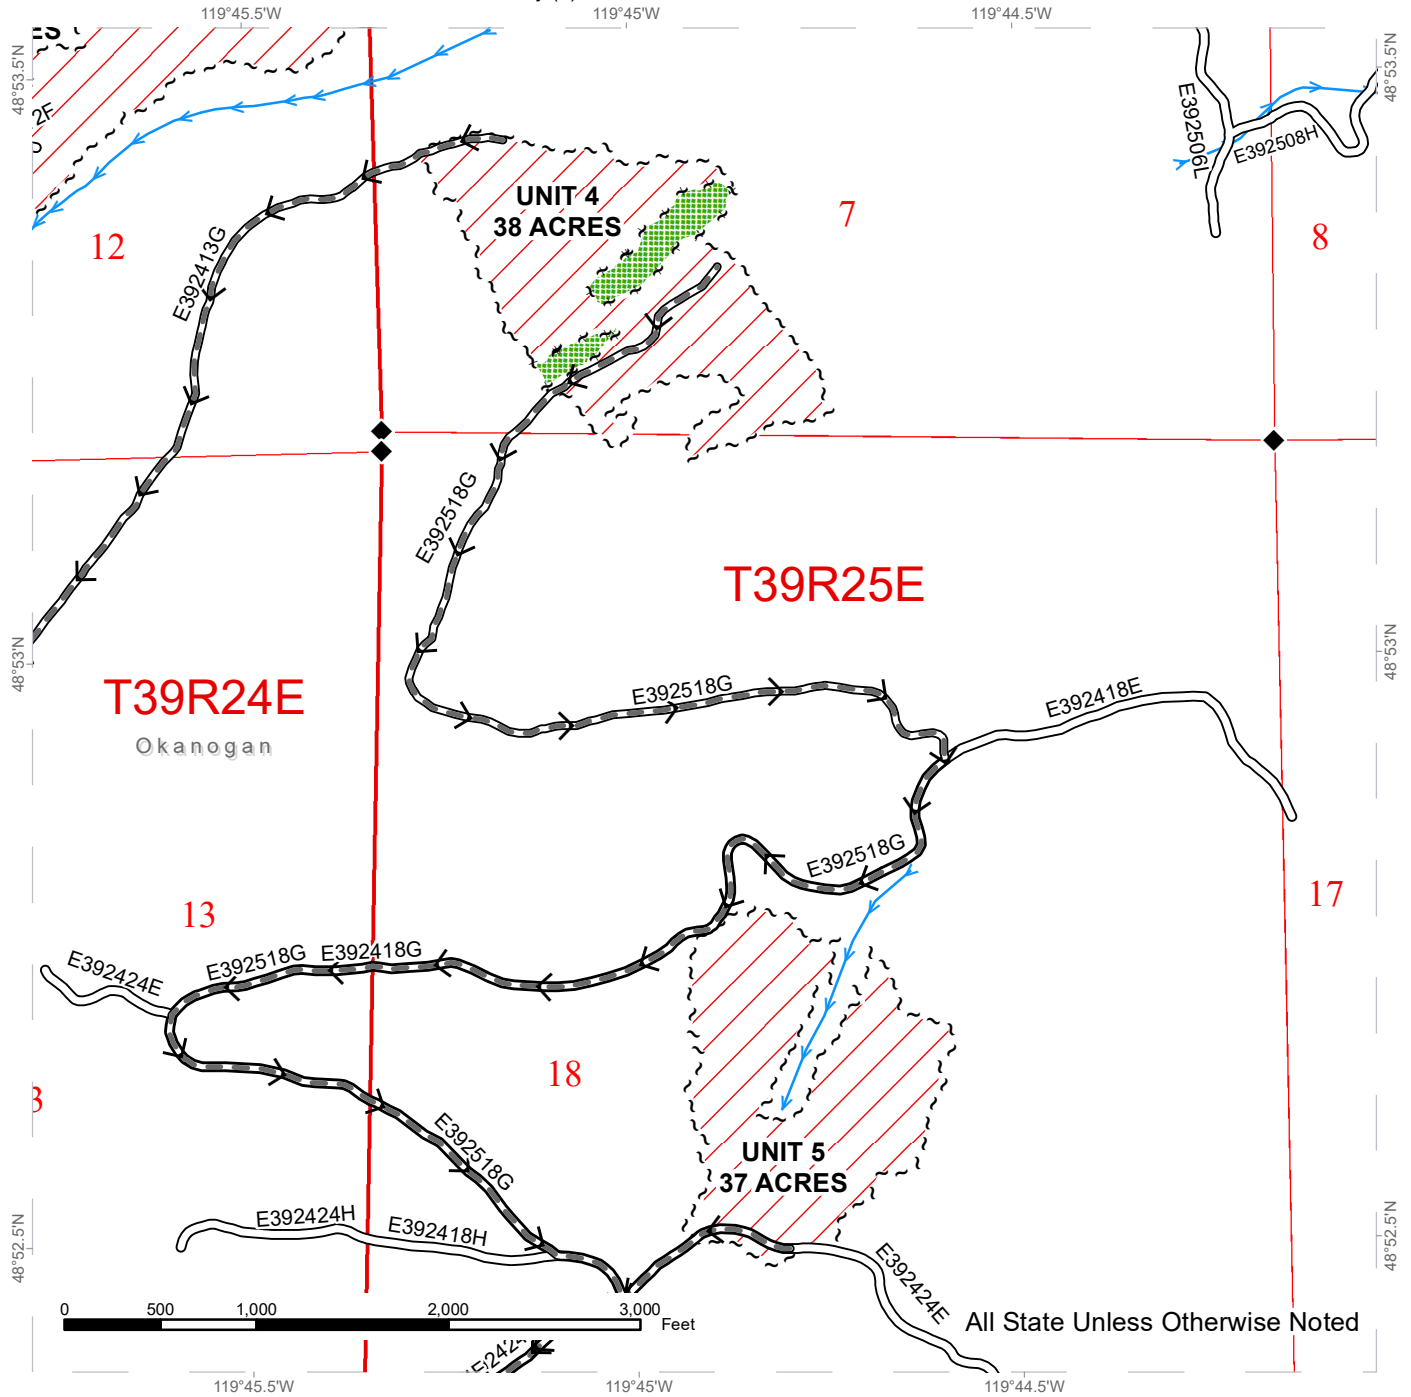 119°45.5'W
119°45'W
119°44.5'W
48°53.5'N
48°53.5'N
ES
2F
E392506L
E392508H
UNIT 4
38 ACRES
7
8
12
E392413G
E392518G
T39R25E
48°53'N
48°53'N
T39R24E
Okanogan
E392518G
E392418E
E392518G
13
17
E392518G
E392418G
E392424E
18
3
E392518G
UNIT 5
37 ACRES
E392424H
E392418H
48°52.5'N
48°52.5'N
E392424E
0 500 1,000 2,000 3,000
Feet
All State Unless Otherwise Noted
119°45.5'W
119°45'W
119°44.5'W